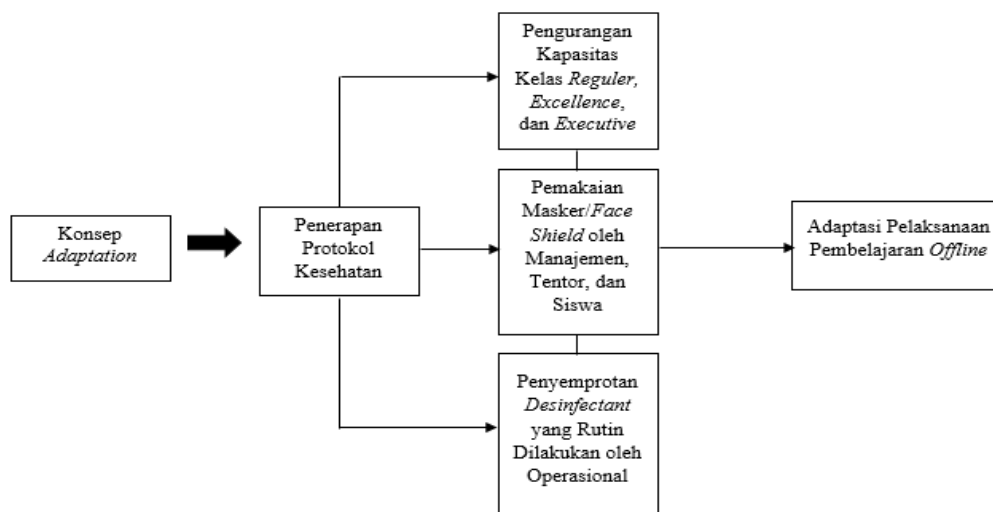 Konsep
Adaptation
Penerapan
Protokol
Kesehatan
Pengurangan
Kapasitas
Kelas Reguler,
Excellence,
dan Executive
Pemakaian
Masker/Face
Shield oleh
Manajemen,
Tentor, dan
Siswa
Penyemprotan
Desinfectant
yang Rutin
Dilakukan oleh
Operasional
Adaptasi Pelaksanaan
Pembelajaran Offline